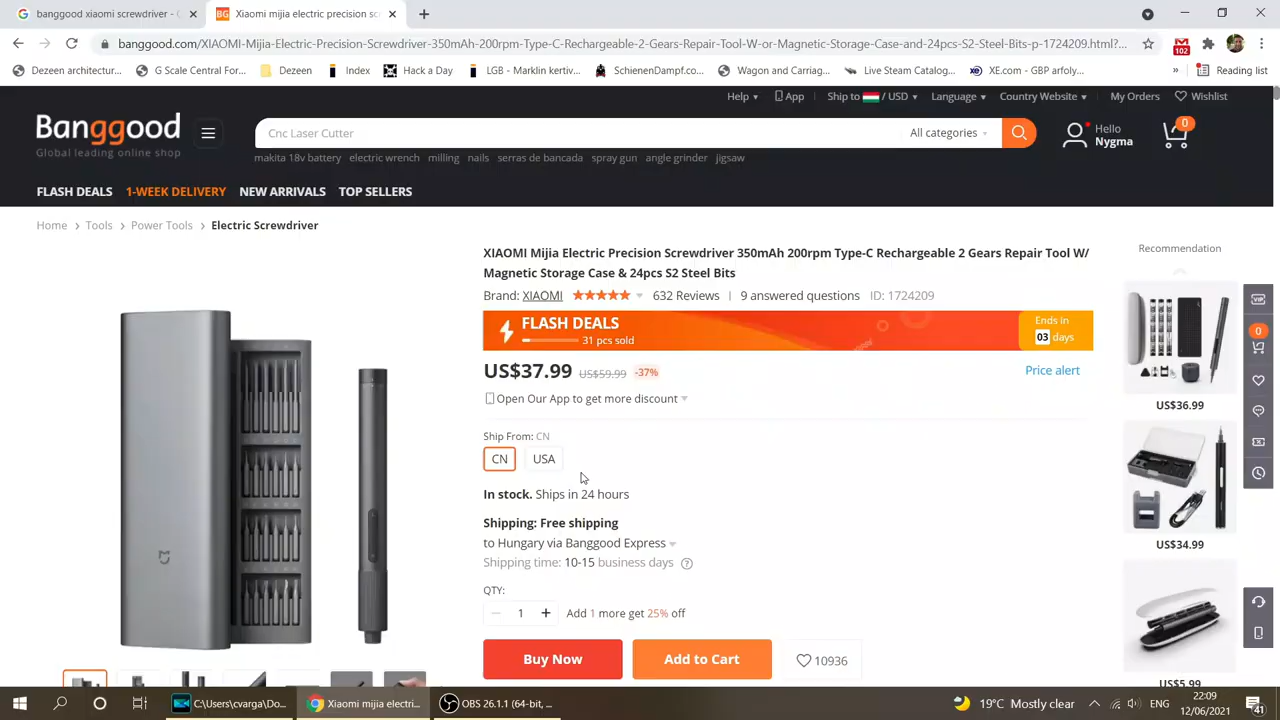 banggood xiaomi screwdriver - G
Xiaomi mijia electric precision sc
banggood.com/XIAOMI-Mijia-Electric-Precision-Screwdriver-350mAh-200rpm-Type-C-Rechargeable-2-Gears-Repair-Tool-W-or-Magnetic-Storage-Case-and-24pcs-S2-Steel-Bits-p-1724209.html?...
102
Dezeen architectur...
G Scale Central For...
Dezeen
Index
Hack a Day
LGB - Marklin kertiv...
SchienenDampf.co...
Wagon and Carriag...
Live Steam Catalog...
XE.com - GBP arfoly...
»
Reading list
Help
App
Ship to / USD
Language
Country Website
My Orders
Wishlist
Banggood
Global leading online shop
Cnc Laser Cutter
All categories
Hello
Nygma
0
makita 18v battery electric wrench milling nails serras de bancada spray gun angle grinder jigsaw
FLASH DEALS 1-WEEK DELIVERY NEW ARRIVALS TOP SELLERS
Home > Tools > Power Tools > Electric Screwdriver
XIAOMI Mijia Electric Precision Screwdriver 350mAh 200rpm Type-C Rechargeable 2 Gears Repair Tool W/
Magnetic Storage Case & 24pcs S2 Steel Bits
Brand: XIAOMI 632 Reviews | 9 answered questions ID: 1724209
FLASH DEALS
31 pcs sold
Ends in
03 days
US$37.99 US$59.99 -37%
Price alert
Open Our App to get more discount
Ship From: CN
CN USA
In stock. Ships in 24 hours
Shipping: Free shipping
to Hungary via Banggood Express
Shipping time: 10-15 business days ?
QTY:
− 1 + Add 1 more get 25% off
Buy Now
Add to Cart
10936
Recommendation
US$36.99
US$34.99
US$5.99
VIP
0
C:\Users\cvarga\Do...
Xiaomi mijia electri...
OBS 26.1.1 (64-bit, ...
19°C Mostly clear
ENG
22:09
12/06/2021
41